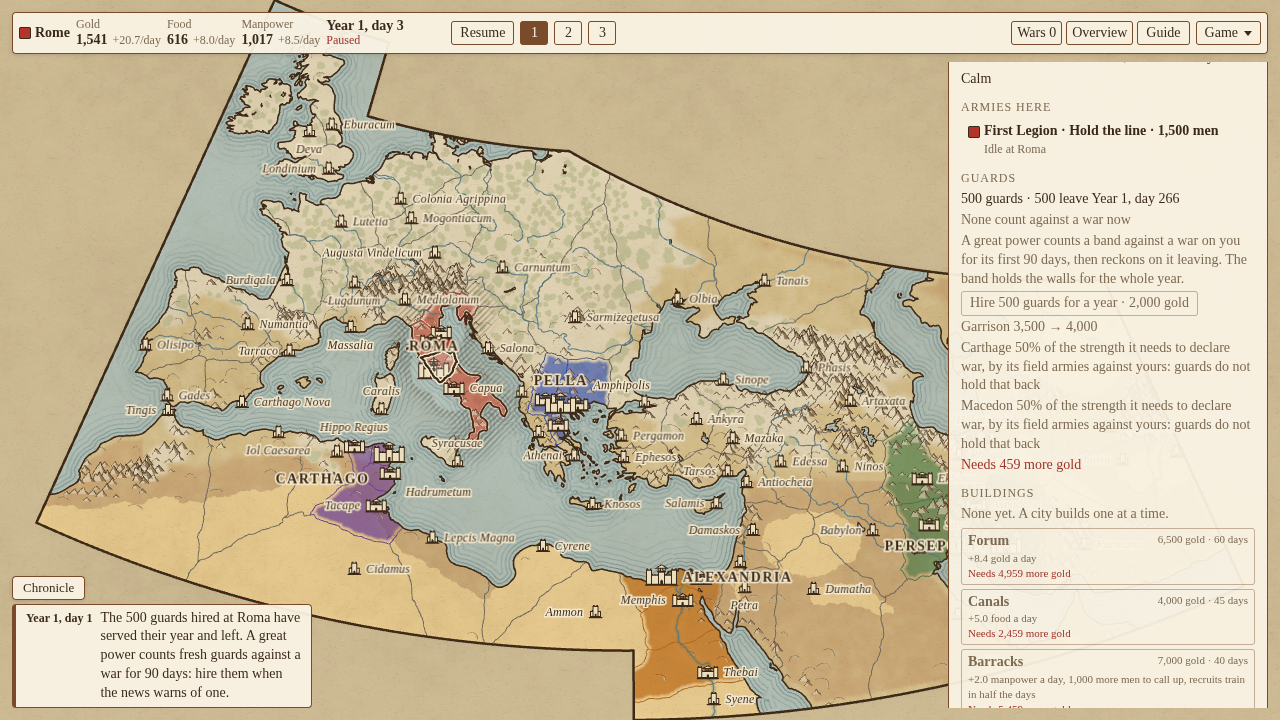 Rome
Gold
1,541 +20.7/day
Food
616 +8.0/day
Manpower
1,017 +8.5/day
Year 1, day 3
Paused
Resume
1
2
3
Wars 0
Overview
Guide
Game
Calm
ARMIES HERE
First Legion · Hold the line · 1,500 men
Idle at Roma
GUARDS
500 guards · 500 leave Year 1, day 266
None count against a war now
A great power counts a band against a war on you
for its first 90 days, then reckons on it leaving. The
band holds the walls for the whole year.
Hire 500 guards for a year · 2,000 gold
Garrison 3,500 → 4,000
Carthage 50% of the strength it needs to declare
war, by its field armies against yours: guards do not
hold that back
Macedon 50% of the strength it needs to declare
war, by its field armies against yours: guards do not
hold that back
Needs 459 more gold
BUILDINGS
None yet. A city builds one at a time.
Forum
6,500 gold · 60 days
+8.4 gold a day
Needs 4,959 more gold
Canals
4,000 gold · 45 days
+5.0 food a day
Needs 2,459 more gold
Barracks
7,000 gold · 40 days
+2.0 manpower a day, 1,000 more men to call up, recruits train
in half the days
Eburacum
Deva
Londinium
Colonia Agrippina
Lutetia
Mogontiacum
Augusta Vindelicum
Carnuntum
Burdigala
Lugdunum
Mediolanum
Tanais
Olbia
Sarmizegetusa
Numantia
Olisipo
Tarraco
Massalia
ROMA
Salona
Phasis
PELLA
Amphipolis
Sinope
Caralis
Capua
Gades
Carthago Nova
Tingis
Artaxata
Ankyra
Hippo Regius
Iol Caesarea
Syracusae
Athenai
Pergamon
Mazaka
Ephesos
Edessa
Ninos
Tarsos
CARTHAGO
Hadrumetum
Antiocheia
Tacape
Knosos
Salamis
Lepcis Magna
Damaskos
Babylon
Cyrene
PERSEP
Cidamus
ALEXANDRIA
Memphis
Petra
Dumatha
Ammon
Thebai
Syene
Chronicle
Year 1, day 1
The 500 guards hired at Roma have
served their year and left. A great
power counts fresh guards against a
war for 90 days: hire them when
the news warns of one.